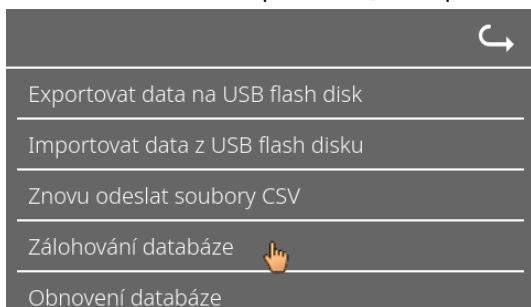 Exportovat data na USB flash disk
Importovat data z USB flash disku
Znovu odeslat soubory CSV
Zálohování databáze
Obnovení databáze